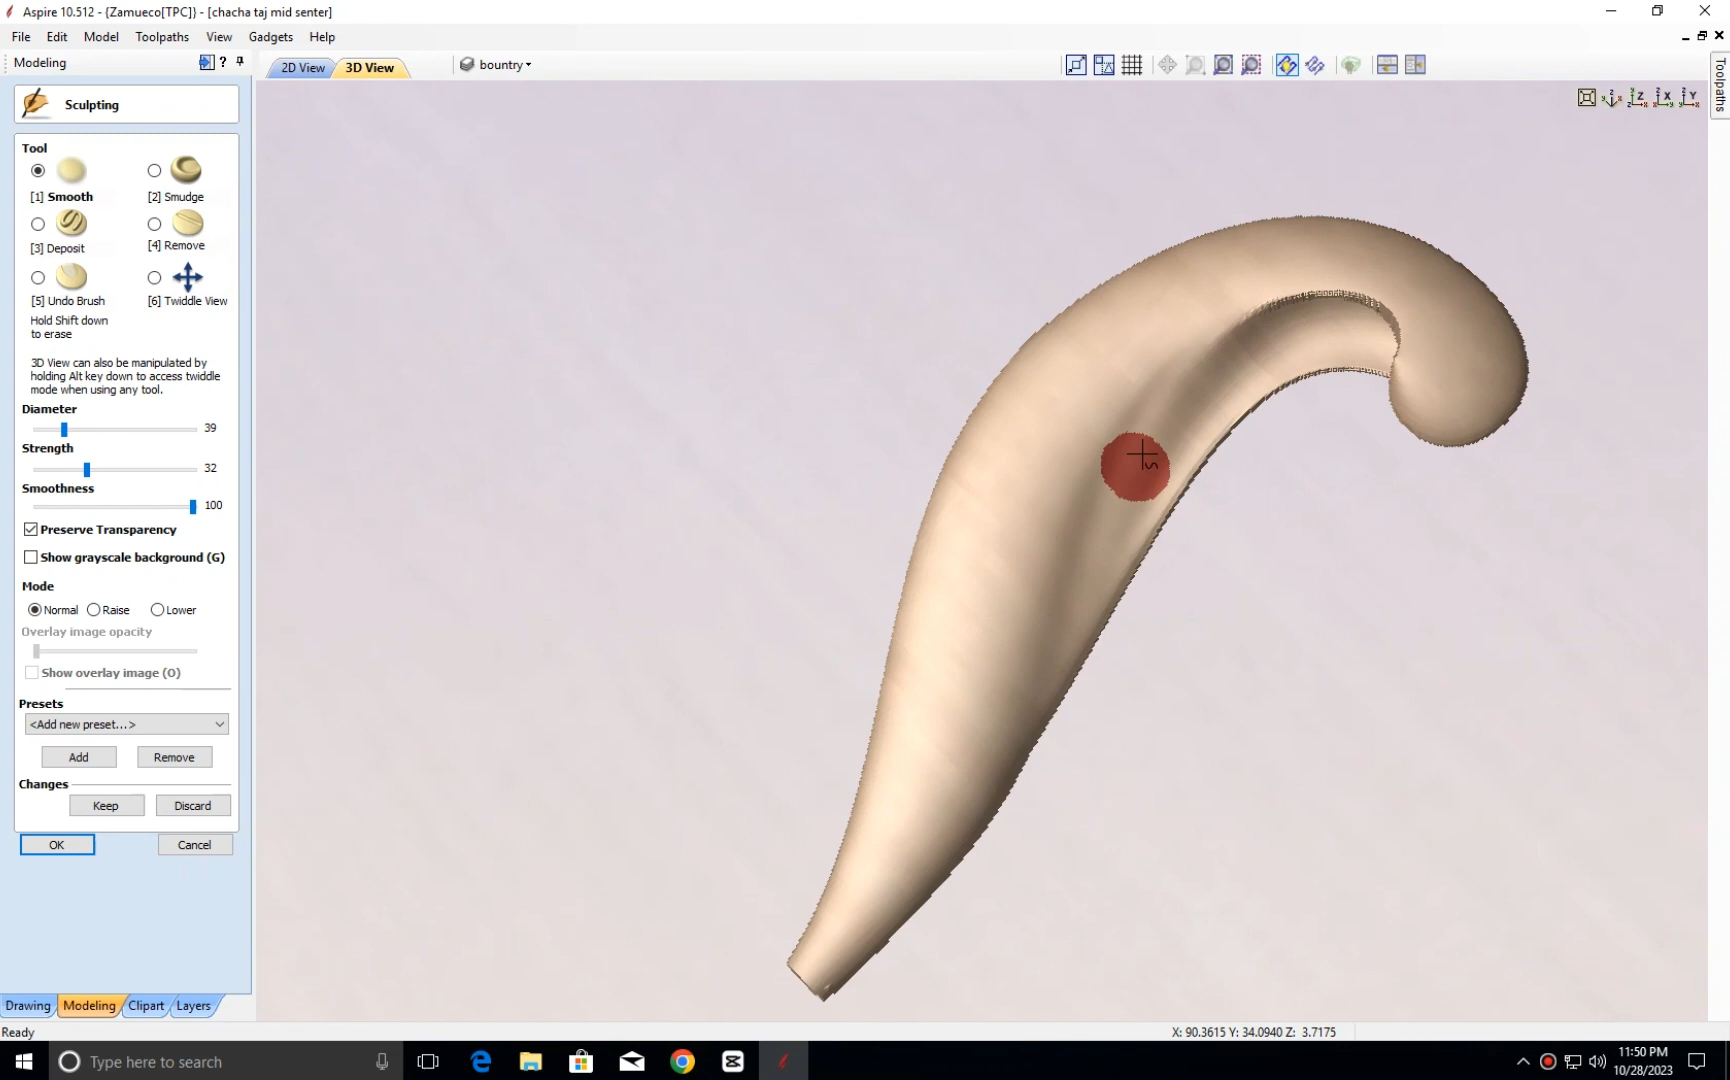 Aspire 10.512 - {Zamueco[TPC]} - [chacha taj mid senter]
File Edit Model Toolpaths View Gadgets Help
Modeling
?
2D View
3D View
bountry
Toolpaths
Z X Y
Sculpting
Tool
[1] Smooth
[2] Smudge
[3] Deposit
[4] Remove
[5] Undo Brush
[6] Twiddle View
Hold Shift down
to erase
3D View can also be manipulated by
holding Alt key down to access twiddle
mode when using any tool.
Diameter
39
Strength
32
Smoothness
100
Preserve Transparency
Show grayscale background (G)
Mode
Normal Raise Lower
Overlay image opacity
Show overlay image (O)
Presets
<Add new preset...>
Add Remove
Changes
Keep Discard
OK Cancel
S
Drawing Modeling Clipart Layers
Ready
X: 90.3615 Y: 34.0940 Z: 3.7175
Type here to search
11:50 PM
10/28/2023